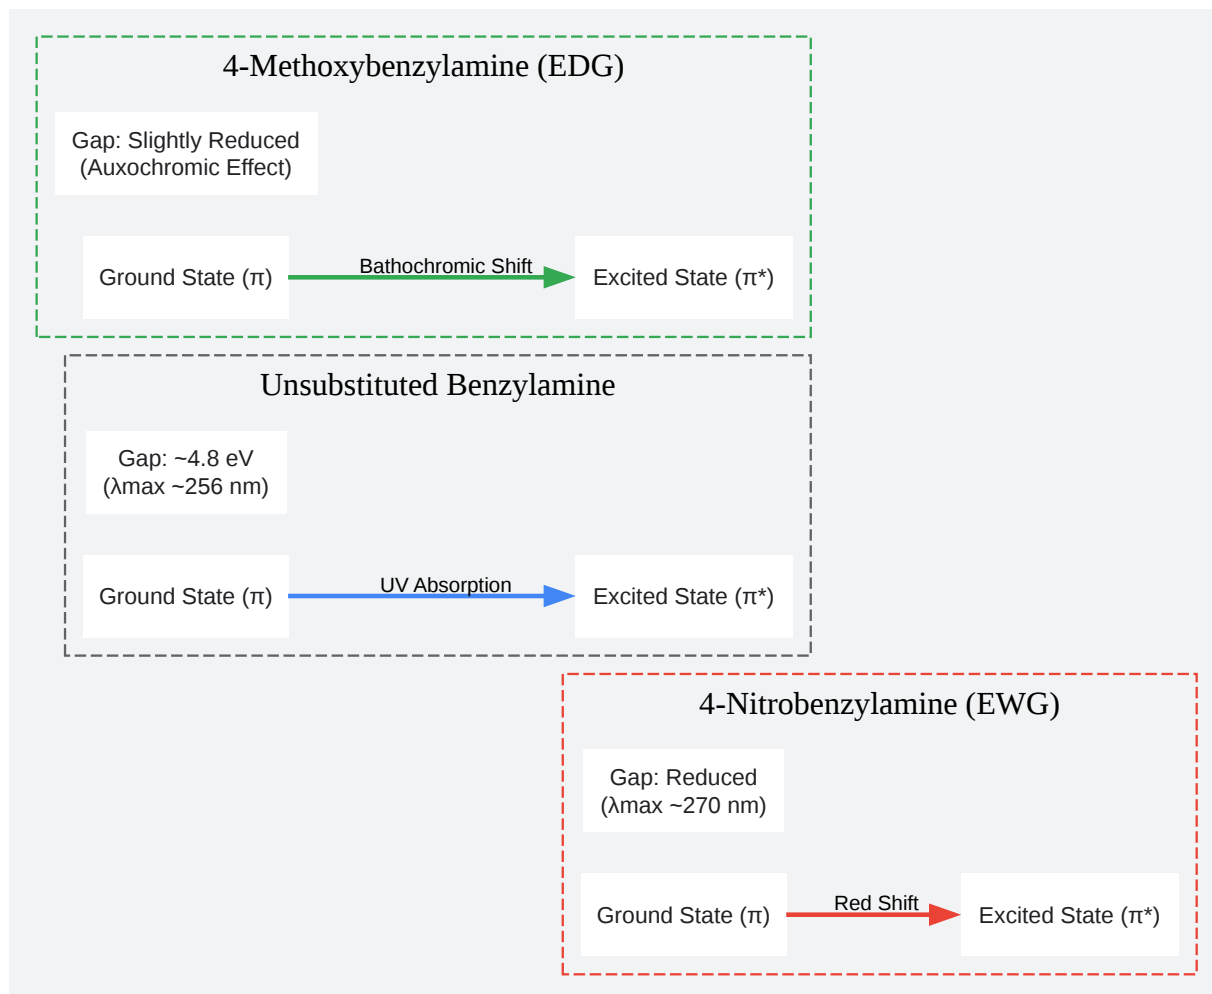 4-Methoxybenzylamine (EDG)
Gap: Slightly Reduced
(Auxochromic Effect)
Ground State (π)
Bathochromic Shift
Excited State (π*)
Unsubstituted Benzylamine
Gap: ~4.8 eV
(λmax ~256 nm)
Ground State (π)
UV Absorption
Excited State (π*)
4-Nitrobenzylamine (EWG)
Gap: Reduced
(λmax ~270 nm)
Ground State (π)
Red Shift
Excited State (π*)